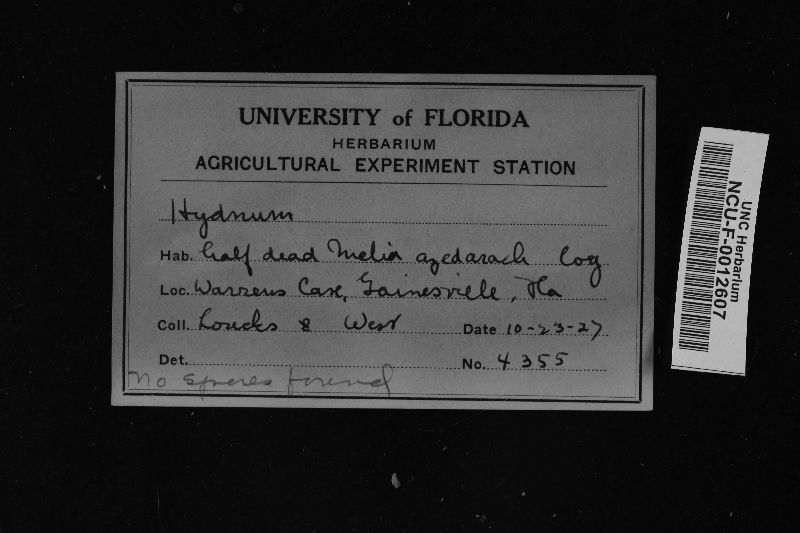 UNIVERSITY of FLORIDA
HERBARIUM
AGRICULTURAL EXPERIMENT STATION
Hydnum
Hab. half dead Melia azedarach log
Loc. Warrens Cave, Gainesville, Fla
Coll. Loucks & West Date 10-23-27
Det.
No. 4355
No spores found
UNC Herbarium
NCU-F-0012607